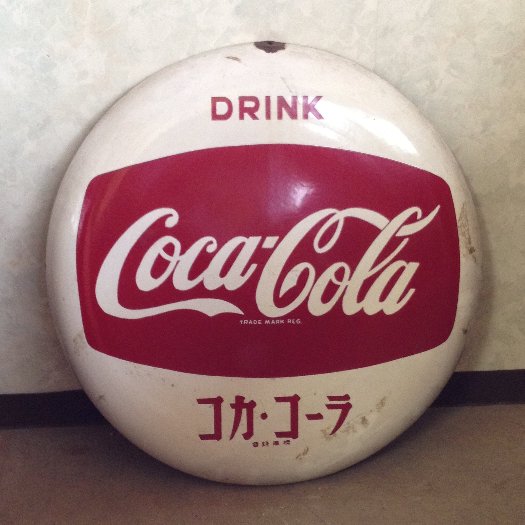 DRINK
Coca-Cola
TRADE MARK REG.
コカ・コーラ